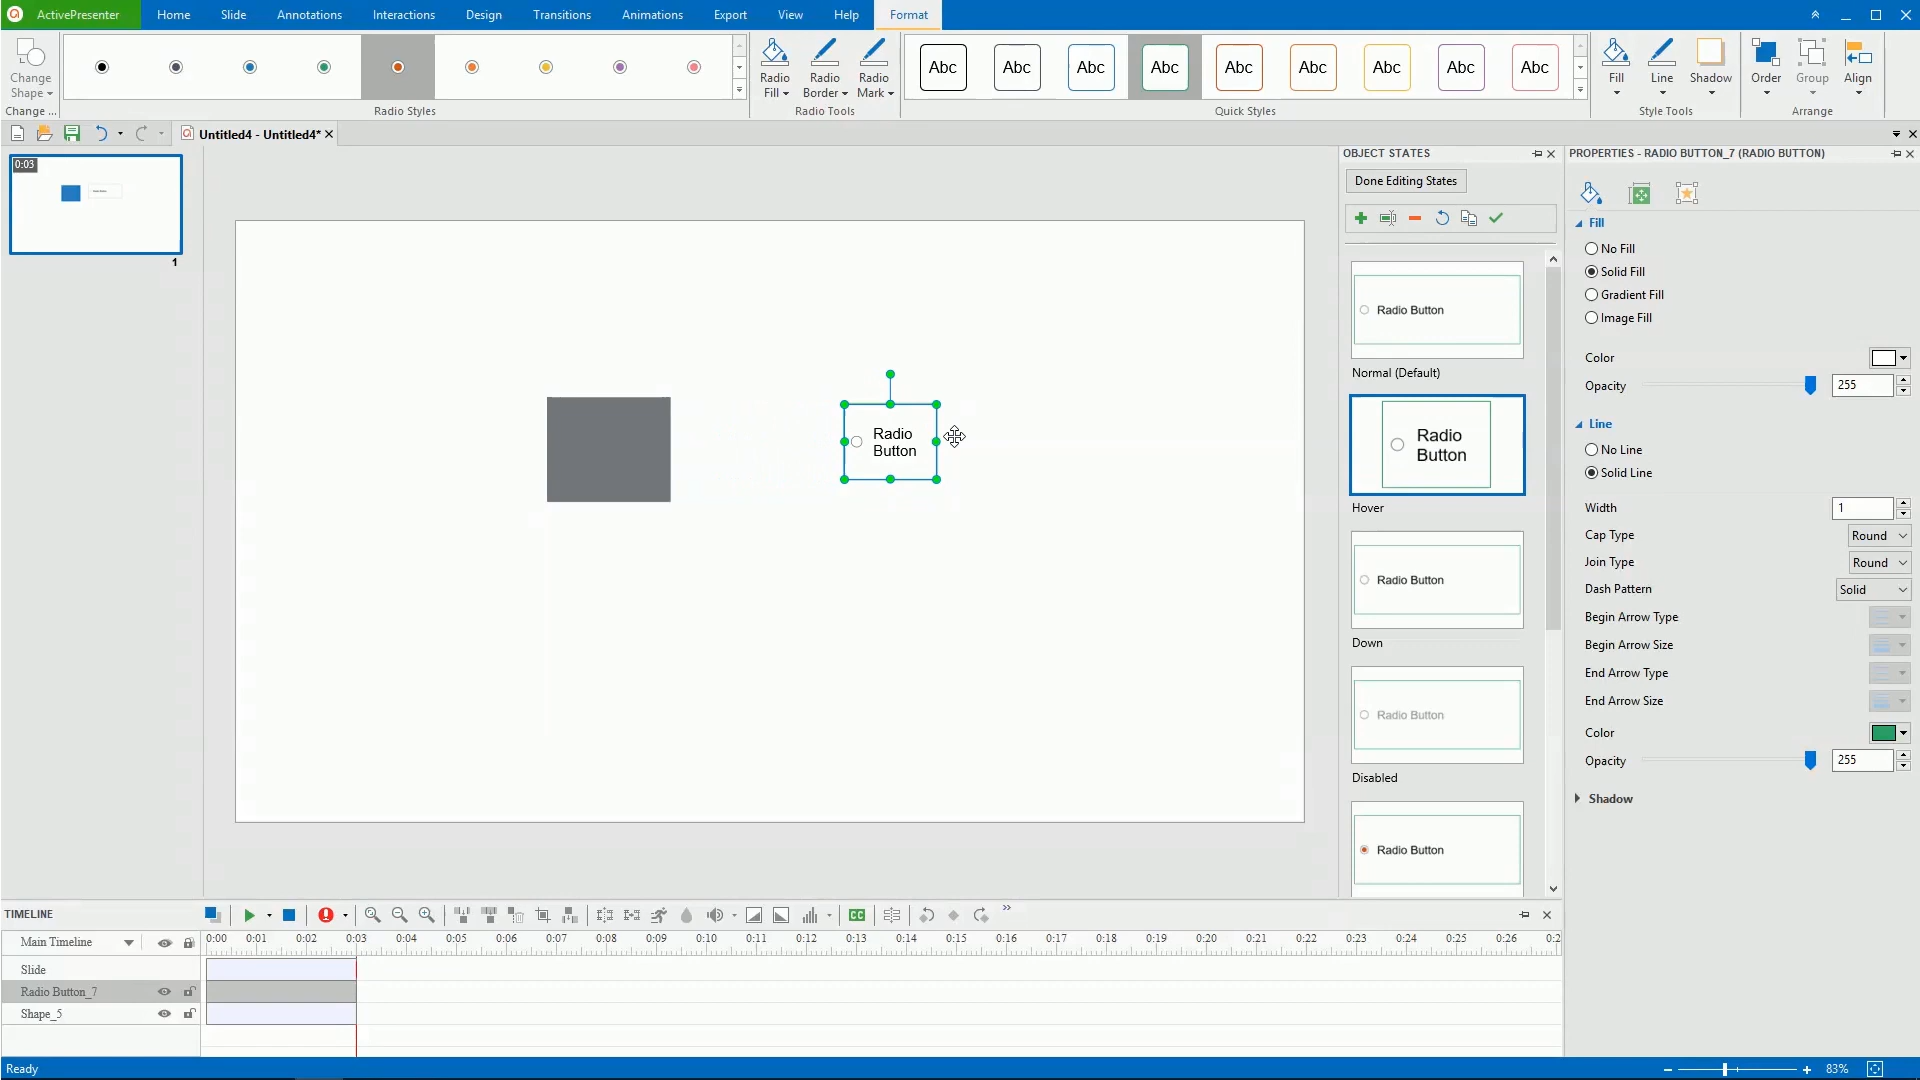 ActivePresenter Home Slide Annotations Interactions Design Transitions Animations Export View Help Format
Change Shape
Change ...
Radio Styles
Radio Fill Radio Border Radio Mark
Radio Tools
Abc Abc Abc Abc Abc Abc Abc Abc Abc
Quick Styles
Fill Line Shadow
Style Tools
Order Group Align
Arrange
Untitled4 - Untitled4*
0:03
1
Radio
Button
OBJECT STATES
Done Editing States
Radio Button
Normal (Default)
Radio
Button
Hover
Radio Button
Down
Radio Button
Disabled
Radio Button
PROPERTIES - RADIO BUTTON_7 (RADIO BUTTON)
Fill
No Fill
Solid Fill
Gradient Fill
Image Fill
Color
Opacity 255
Line
No Line
Solid Line
Width 1
Cap Type Round
Join Type Round
Dash Pattern Solid
Begin Arrow Type
Begin Arrow Size
End Arrow Type
End Arrow Size
Color
Opacity 255
Shadow
TIMELINE
CC
Main Timeline 0:00 0:01 0:02 0:03 0:04 0:05 0:06 0:07 0:08 0:09 0:10 0:11 0:12 0:13 0:14 0:15 0:16 0:17 0:18 0:19 0:20 0:21 0:22 0:23 0:24 0:25 0:26 0:2
Slide
Radio Button_7
Shape_5
Ready 83%